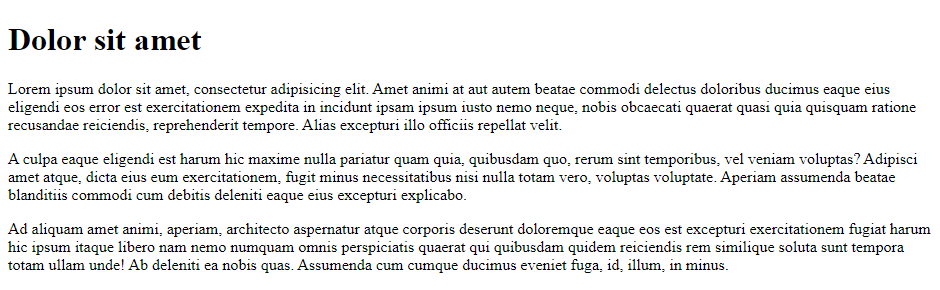 Dolor sit amet
Lorem ipsum dolor sit amet, consectetur adipisicing elit. Amet animi at aut autem beatae commodi delectus doloribus ducimus eaque eius
eligendi eos error est exercitationem expedita in incidunt ipsam ipsum iusto nemo neque, nobis obcaecati quaerat quasi quia quisquam ratione
recusandae reiciendis, reprehenderit tempore. Alias excepturi illo officiis repellat velit.
A culpa eaque eligendi est harum hic maxime nulla pariatur quam quia, quibusdam quo, rerum sint temporibus, vel veniam voluptas? Adipisci
amet atque, dicta eius eum exercitationem, fugit minus necessitatibus nisi nulla totam vero, voluptas voluptate. Aperiam assumenda beatae
blanditiis commodi cum debitis deleniti eaque eius excepturi explicabo.
Ad aliquam amet animi, aperiam, architecto aspernatur atque corporis deserunt doloremque eaque eos est excepturi exercitationem fugiat harum
hic ipsum itaque libero nam nemo numquam omnis perspiciatis quaerat qui quibusdam quidem reiciendis rem similique soluta sunt tempora
totam ullam unde! Ab deleniti ea nobis quas. Assumenda cum cumque ducimus eveniet fuga, id, illum, in minus.